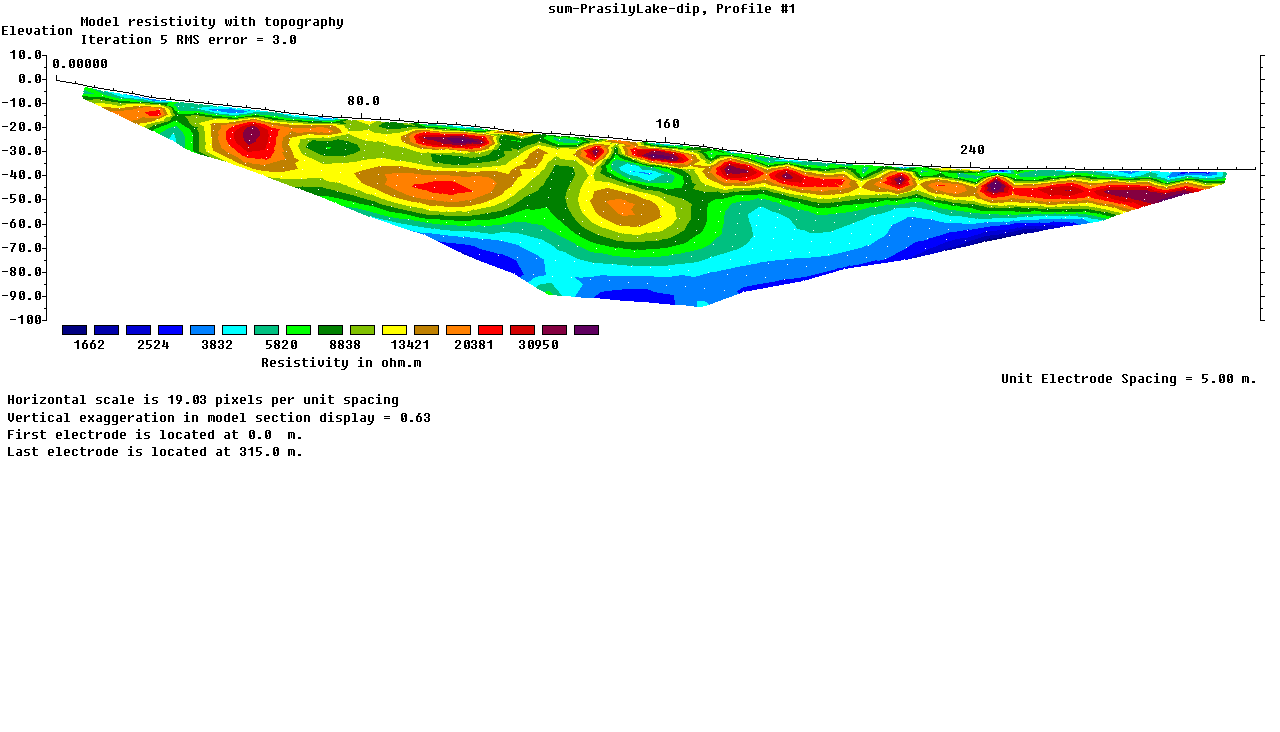 sum-PrasilyLake-dip, Profile #1
Model resistivity with topography
Elevation
Iteration 5 RMS error = 3.0
10.0
0.00000
0.0
80.0
-10.0
160
-20.0
240
-30.0
-40.0
-50.0
-60.0
-70.0
-80.0
-90.0
-100
1662 2524 3832 5820 8838 13421 20381 30950
Resistivity in ohm.m
Unit Electrode Spacing = 5.00 m.
Horizontal scale is 19.03 pixels per unit spacing
Vertical exaggeration in model section display = 0.63
First electrode is located at 0.0 m.
Last electrode is located at 315.0 m.